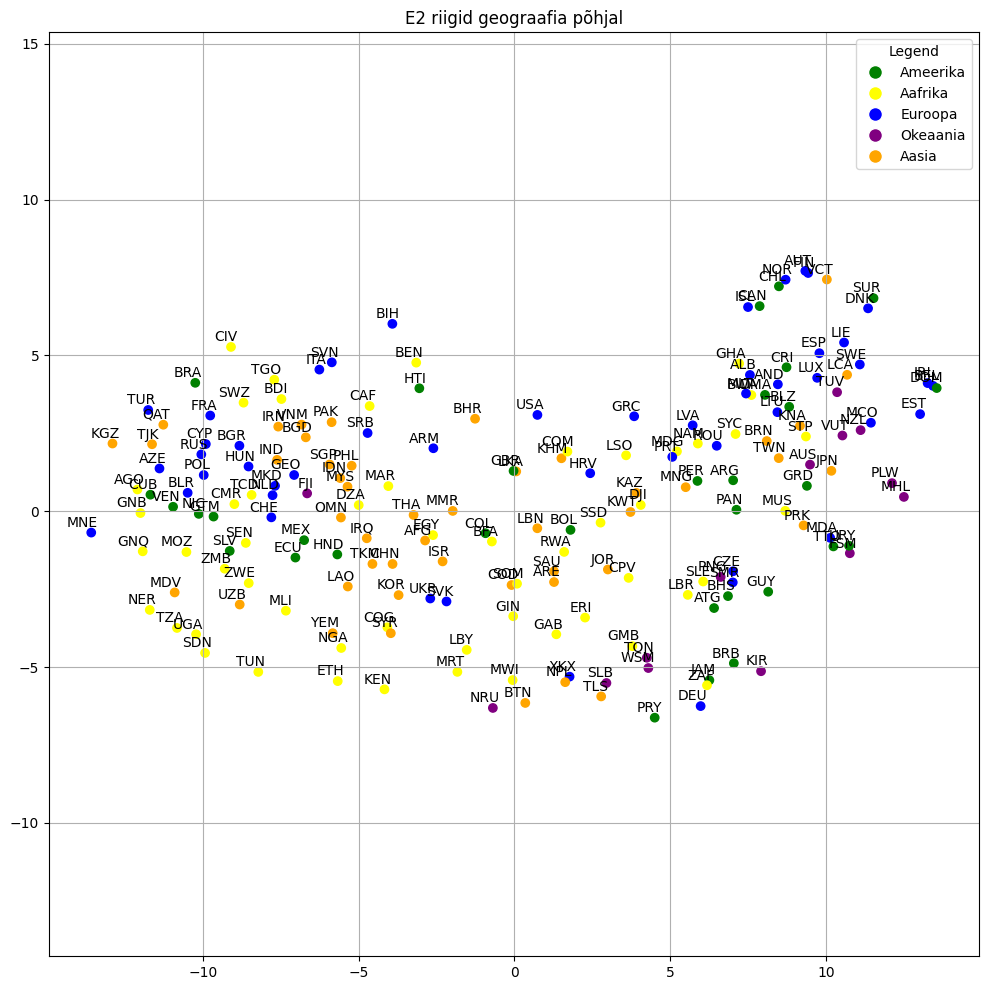 E2 riigid geograafia põhjal
Legend
Ameerika
Aafrika
Euroopa
Okeaania
Aasia
15
10
5
0
−5
−10
−10
−5
0
5
10
AUT
NOR
VCT
CHL
CAN
SUR
DNK
BIH
CIV
LIE
ESP
SVN
ITA
BEN
GHA
ALB
CRI
SWE
LUX
LCA
AND
BRA
TGO
HTI
TUV
SWZ
BDI
CAF
BLZ
EST
TUR
FRA
QAT
IRN
VNM
PAK
BHR
USA
GRC
LTU
KNA
MCO
NZL
KGZ
TJK
CYP
RUS
BGR
BGD
SRB
ARM
LVA
NAM
ROU
SYC
BRN
STP
VUT
AZE
POL
HUN
IND
GEO
SGP
PHL
IDN
MYS
COM
KHM
LSO
HRV
MDG
TWN
AUS
JPN
AGO
CUB
VEN
BLR
CMR
TCD
MKD
FJI
DZA
MAR
KAZ
DJI
KWT
MNG
PER
ARG
GRD
PLW
MHL
GNB
NIC
GTM
CHE
OMN
THA
MMR
PAN
MUS
MNE
SLV
SEN
MEX
IRQ
AFG
EGY
COL
LBN
BOL
SSD
PRK
MDA
GNQ
MOZ
ZMB
ECU
HND
TKM
CHN
ISR
RWA
SAU
ARE
JOR
CPV
CZE
MDV
UZB
ZWE
LAO
KOR
UKR
SVK
SOM
SLE
LBR
BHS
ATG
GUY
NER
TZA
UGA
MLI
GIN
ERI
SDN
YEM
NGA
COG
SYR
GAB
GMB
TON
WSM
TUN
ETH
KEN
LBY
MRT
MWI
XKX
SLB
BRB
KIR
JAM
ZAF
NRU
BTN
TLS
PRY
DEU